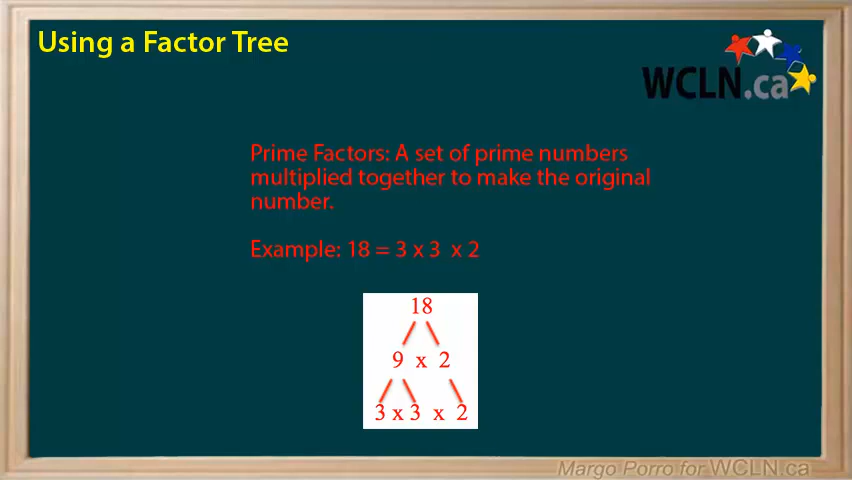 Using a Factor Tree
WCLN.ca
Prime Factors: A set of prime numbers
multiplied together to make the original
number.
Example: 18 = 3 x 3 x 2
18
9 x 2
3 x 3 x 2
Margo Porro for WCLN.ca